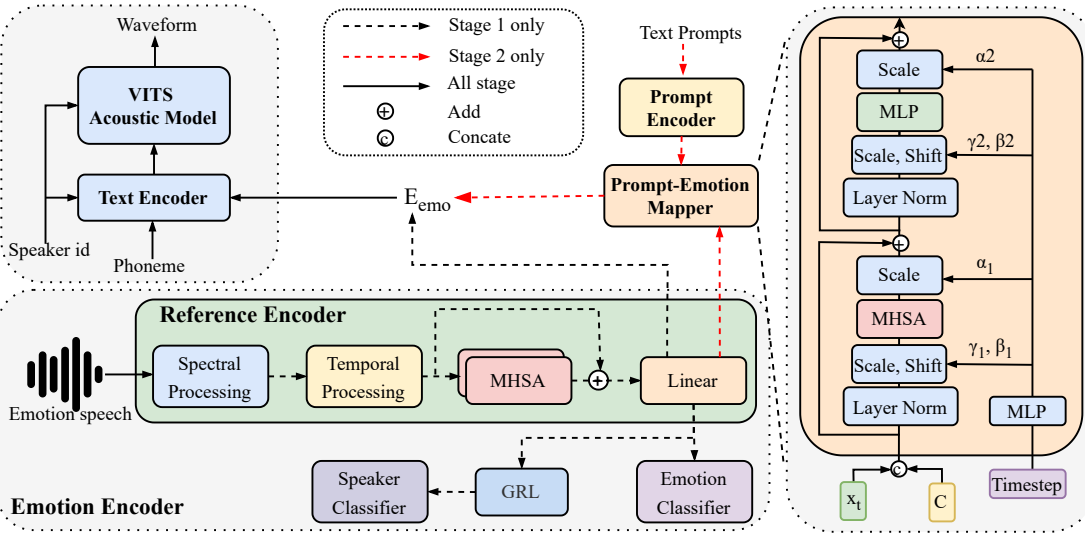 Waveform
VITS
Acoustic Model
Text Encoder
Speaker id
Phoneme
Stage 1 only
Stage 2 only
All stage
Add
c
Concate
Text Prompts
Prompt
Encoder
Prompt-Emotion
Mapper
E_emo
Reference Encoder
Spectral
Processing
Temporal
Processing
MHSA
Linear
Emotion speech
Speaker
Classifier
GRL
Emotion
Classifier
Emotion Encoder
Scale
α2
MLP
Scale, Shift
γ2, β2
Layer Norm
Scale
α₁
MHSA
Scale, Shift
γ₁, β₁
Layer Norm
MLP
c
x_t
C
Timestep